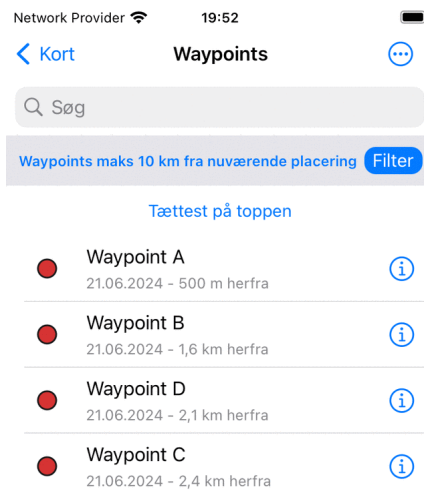 Network Provider 19:52
Kort Waypoints
Søg
Waypoints maks 10 km fra nuværende placering Filter
Tættest på toppen
Waypoint A
21.06.2024 - 500 m herfra
Waypoint B
21.06.2024 - 1,6 km herfra
Waypoint D
21.06.2024 - 2,1 km herfra
Waypoint C
21.06.2024 - 2,4 km herfra